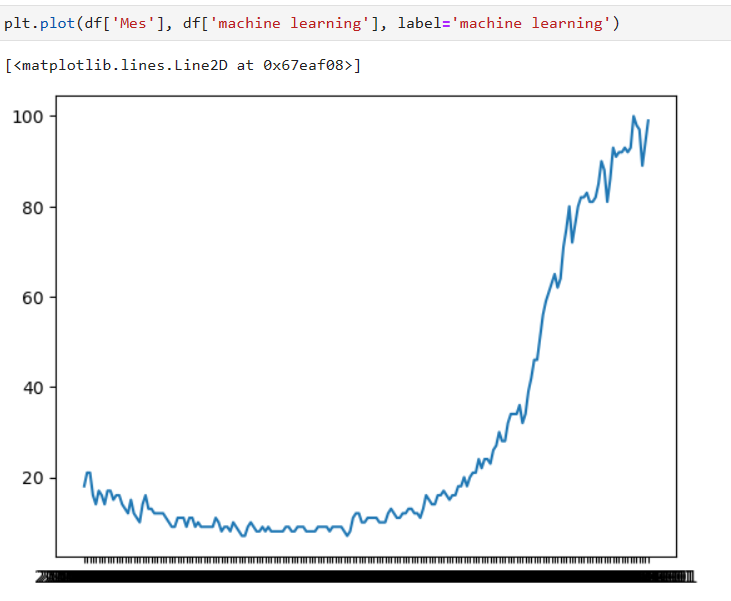 plt.plot(df['Mes'], df['machine learning'], label='machine learning')
[<matplotlib.lines.Line2D at 0x67eaf08>]
100
80
60
40
20